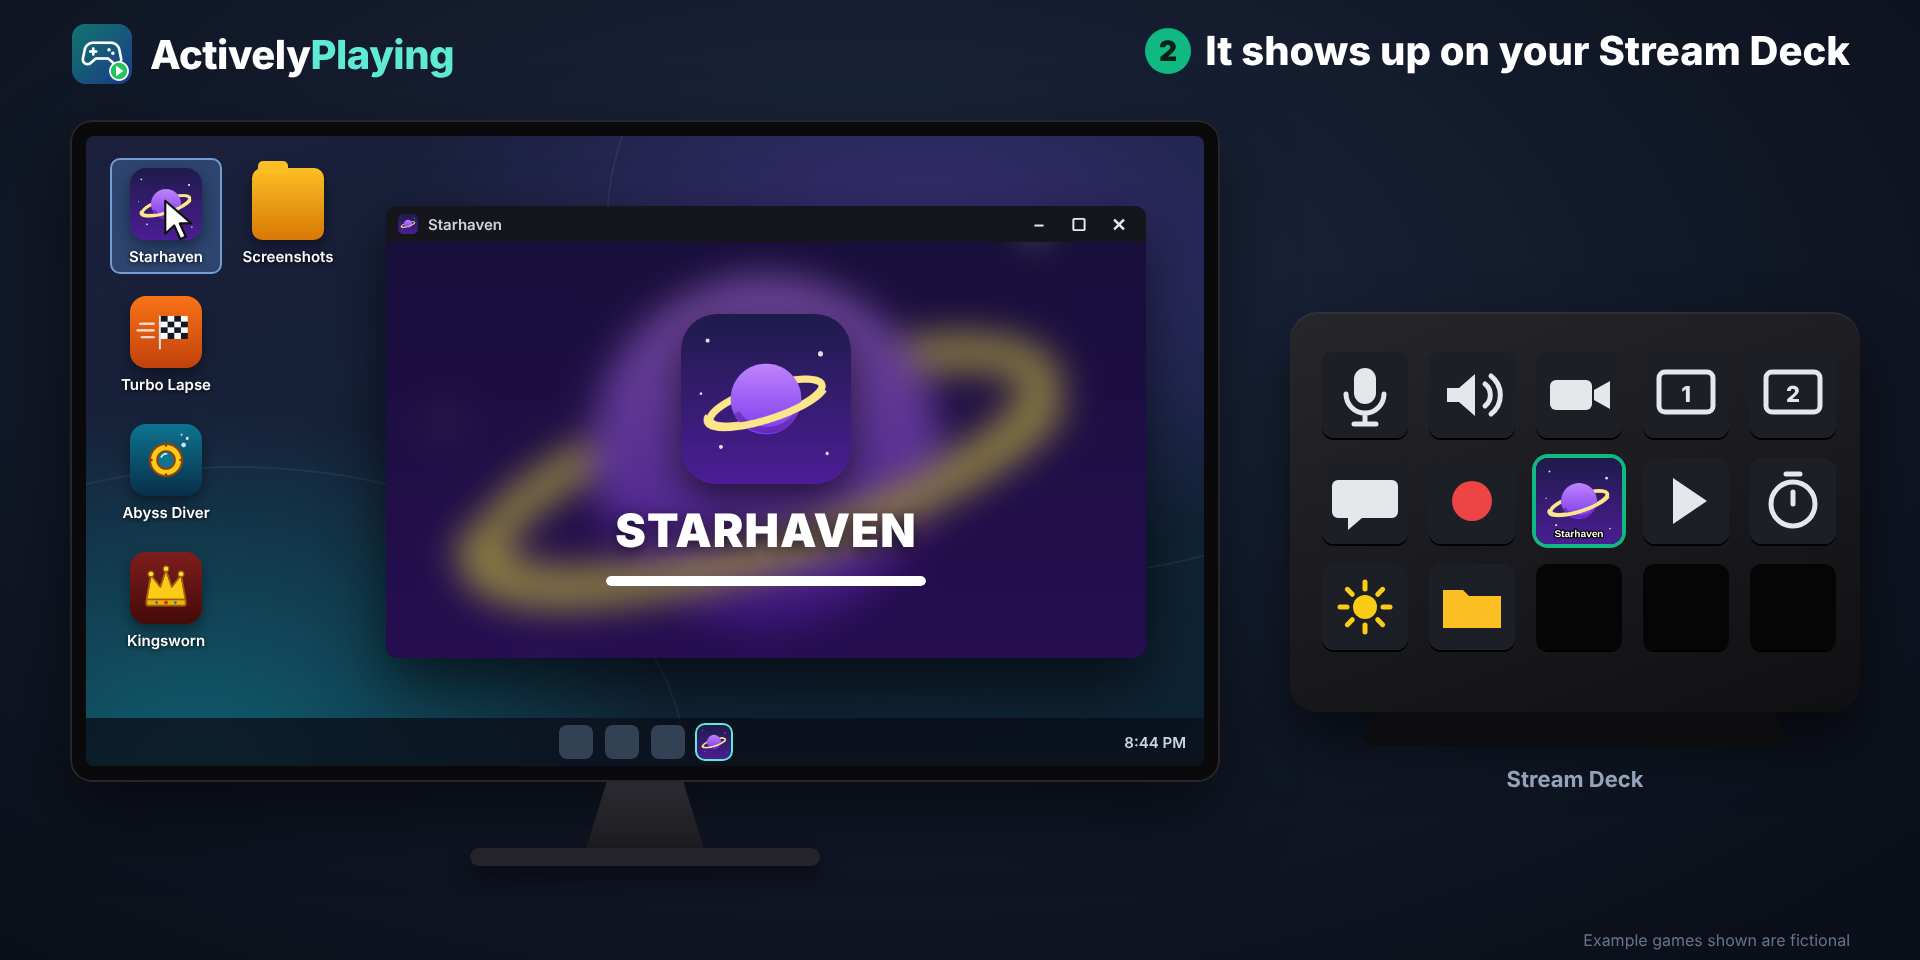 ActivelyPlaying
2 It shows up on your Stream Deck
Starhaven
Screenshots
Turbo Lapse
Abyss Diver
Kingsworn
Starhaven
STARHAVEN
8:44 PM
1
2
Starhaven
Stream Deck
Example games shown are fictional